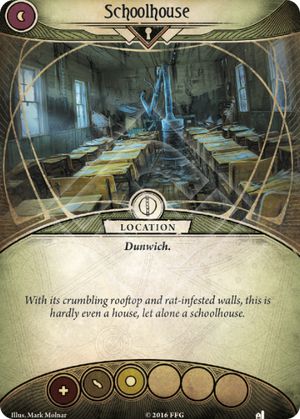 Schoolhouse
LOCATION
Dunwich.
With its crumbling rooftop and rat-infested walls, this is
hardly even a house, let alone a schoolhouse.
Illus. Mark Molnar
© 2016 FFG